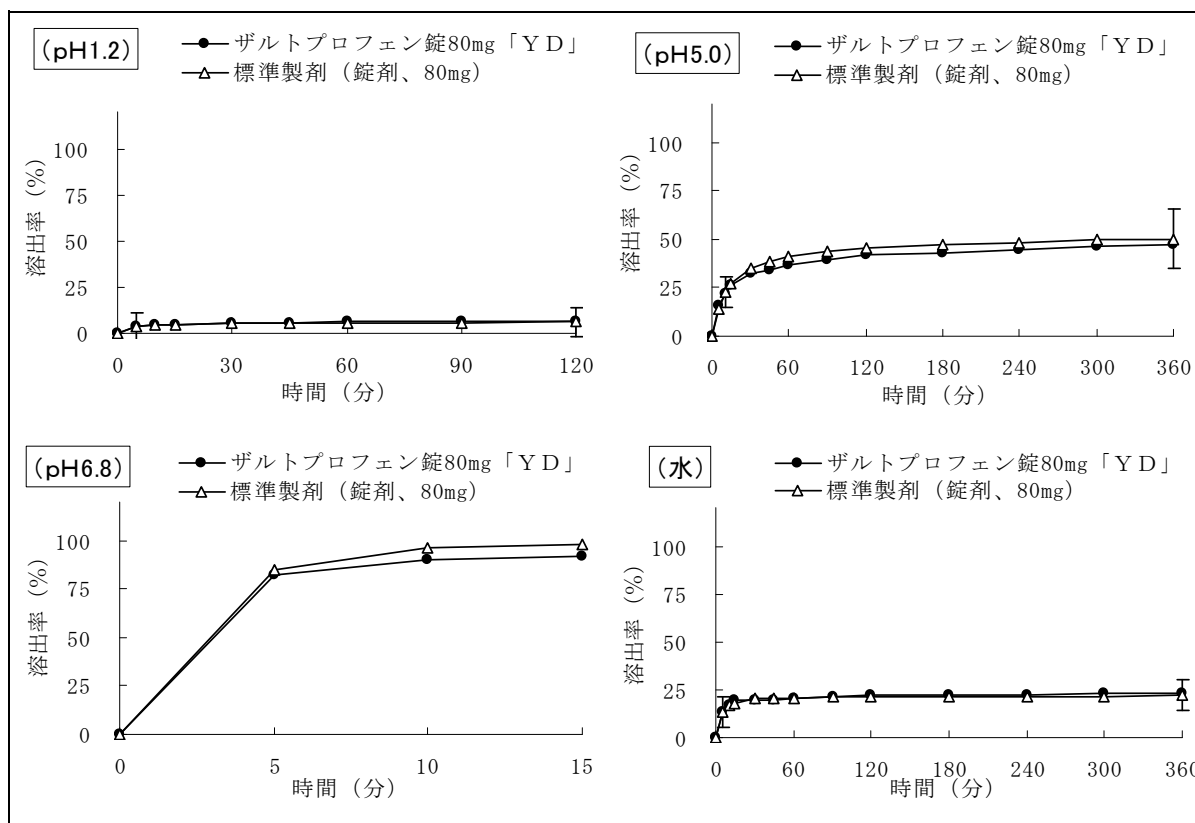 (pH1.2)
ザルトプロフェン錠80mg「ＹＤ」
標準製剤（錠剤、80mg）
溶出率（%）
100
75
50
25
0
0 30 60 90 120
時間（分）
(pH5.0)
ザルトプロフェン錠80mg「ＹＤ」
標準製剤（錠剤、80mg）
溶出率（%）
100
75
50
25
0
0 60 120 180 240 300 360
時間（分）
(pH6.8)
ザルトプロフェン錠80mg「ＹＤ」
標準製剤（錠剤、80mg）
溶出率（%）
100
75
50
25
0
0 5 10 15
時間（分）
(水)
ザルトプロフェン錠80mg「ＹＤ」
標準製剤（錠剤、80mg）
溶出率（%）
100
75
50
25
0
0 60 120 180 240 300 360
時間（分）